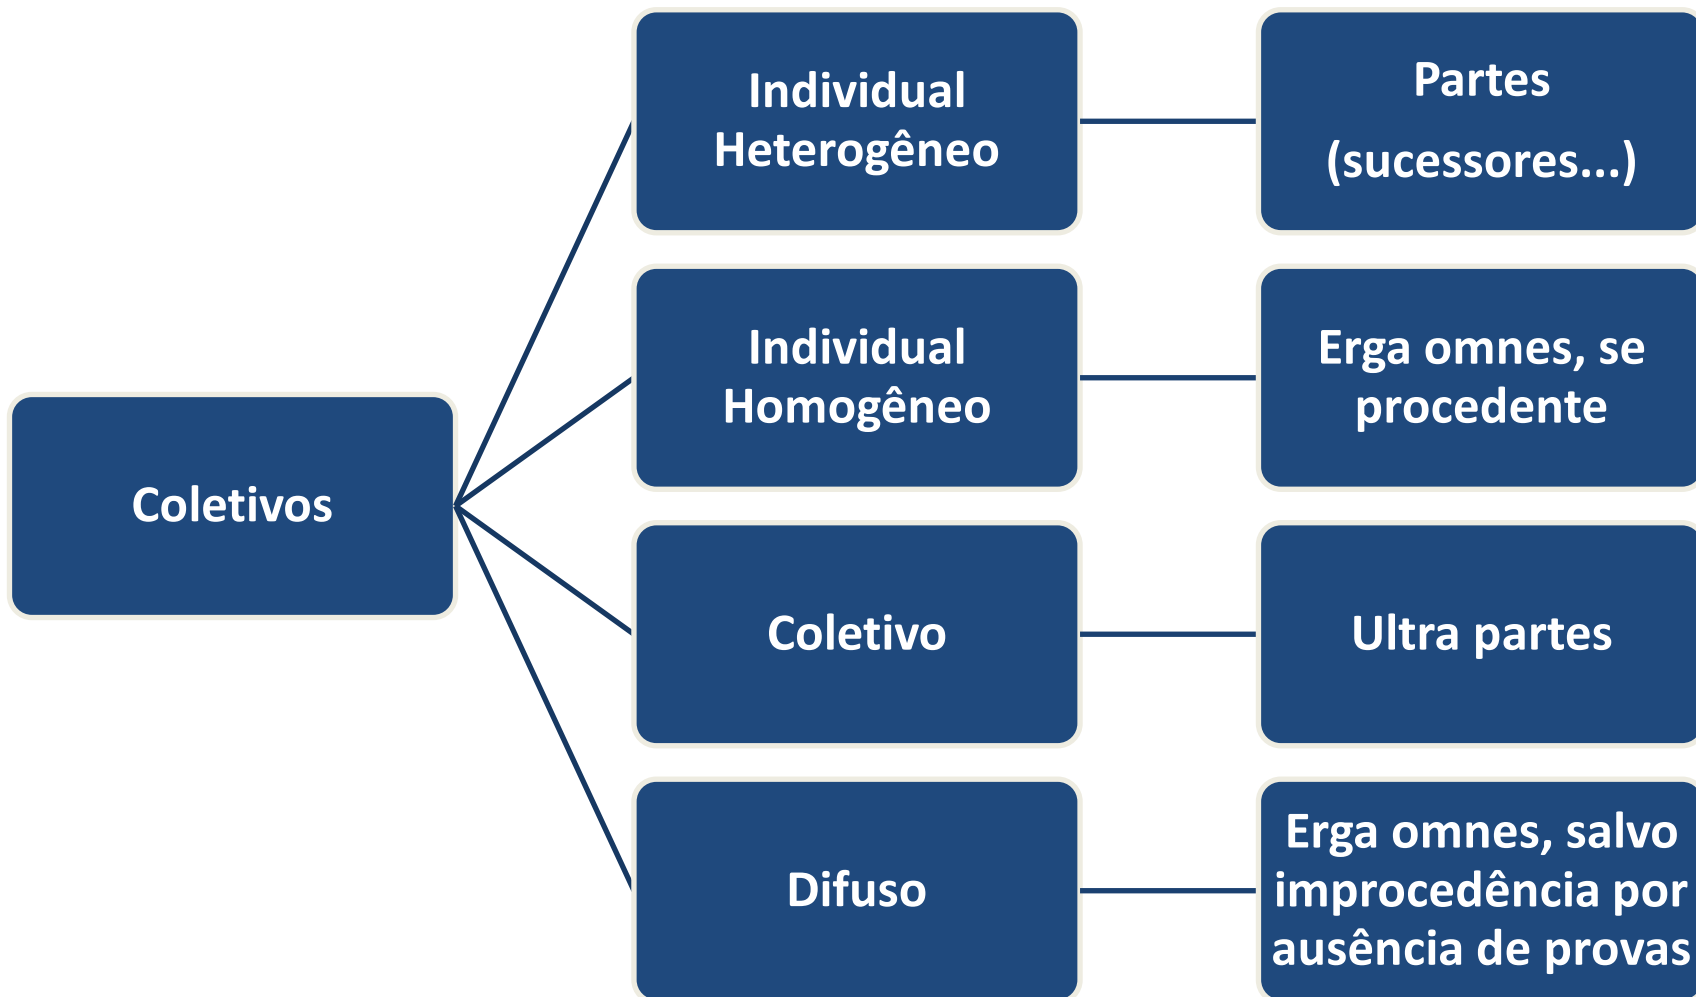 Individual
Heterogêneo
Partes
(sucessores...)
Individual
Homogêneo
Erga omnes, se
procedente
Coletivos
Coletivo
Ultra partes
Difuso
Erga omnes, salvo
improcedência por
ausência de provas